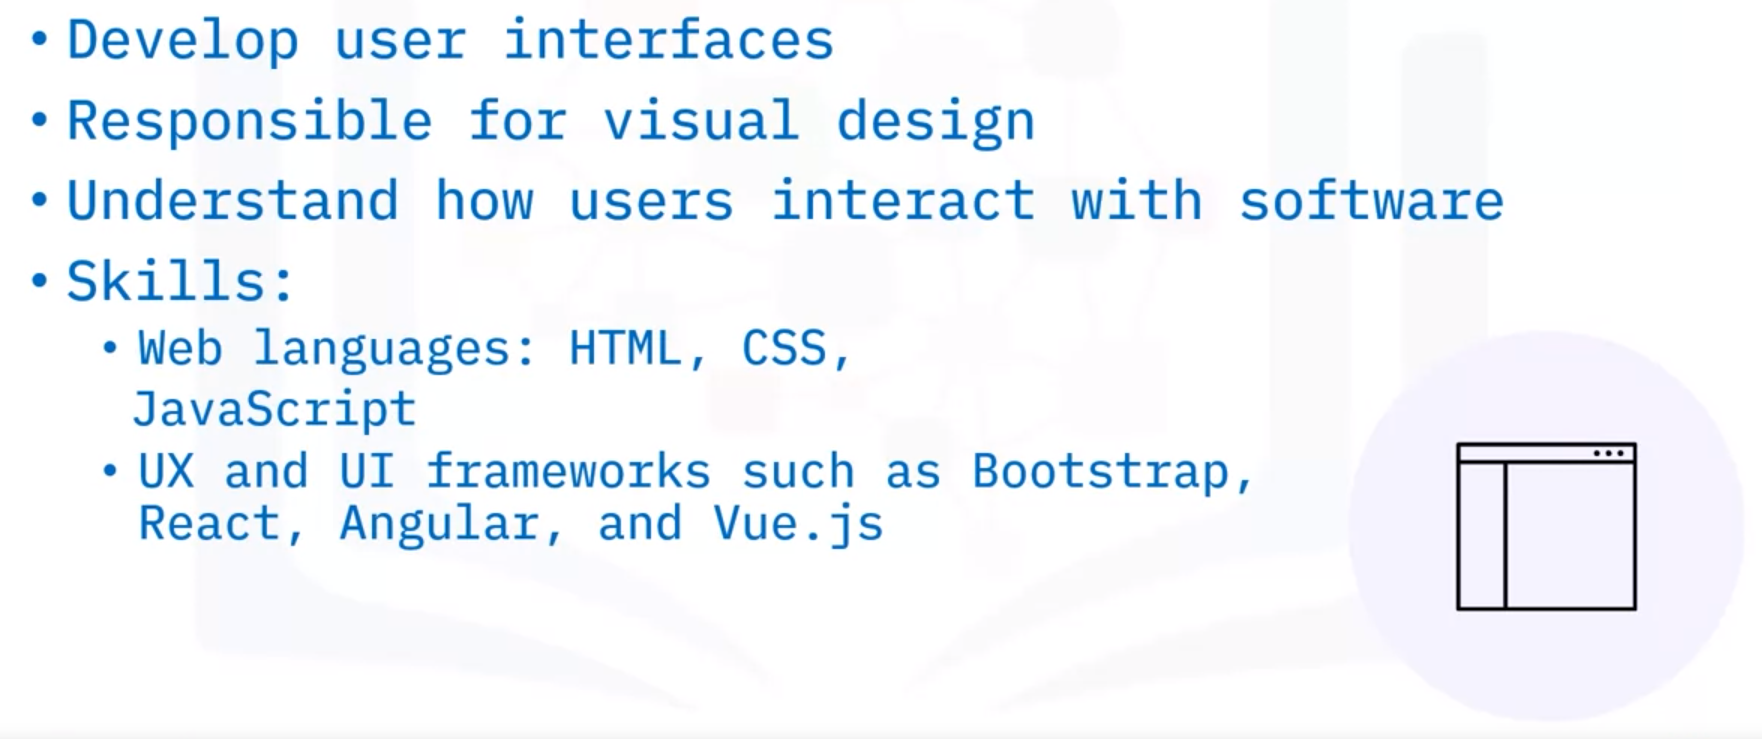 • Develop user interfaces
• Responsible for visual design
• Understand how users interact with software
• Skills:
• Web languages: HTML, CSS,
JavaScript
• UX and UI frameworks such as Bootstrap,
React, Angular, and Vue.js